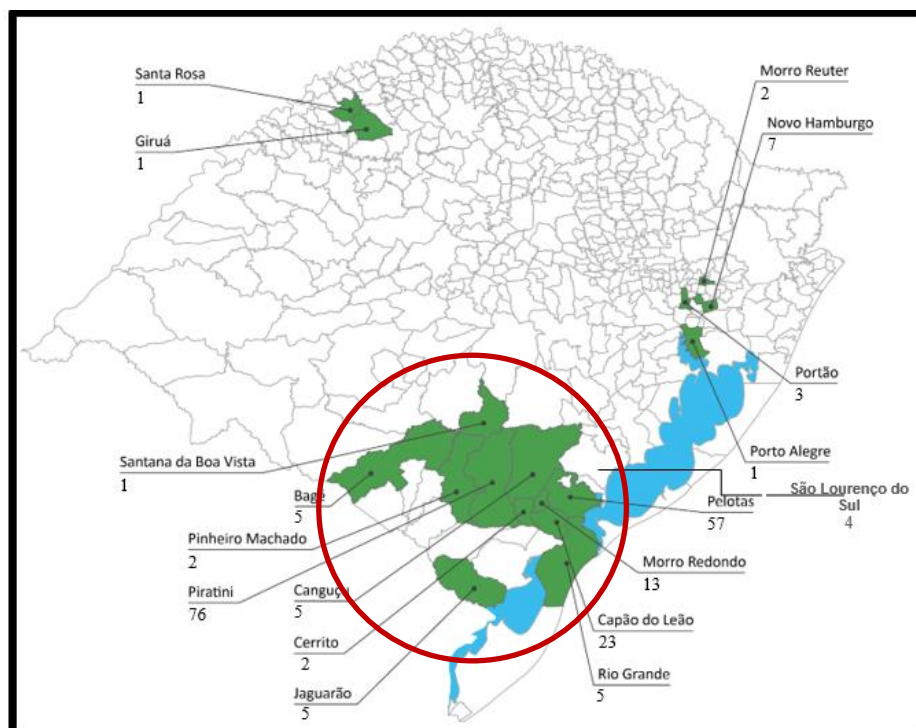 Santa Rosa
1
Giruá
1
Morro Reuter
2
Novo Hamburgo
7
Portão
3
Porto Alegre
1
São Lourenço do
Sul
4
Santana da Boa Vista
1
Bagé
5
Pinheiro Machado
2
Piratini
76
Canguçu
5
Cerrito
2
Jaguarão
5
Pelotas
57
Morro Redondo
13
Capão do Leão
23
Rio Grande
5